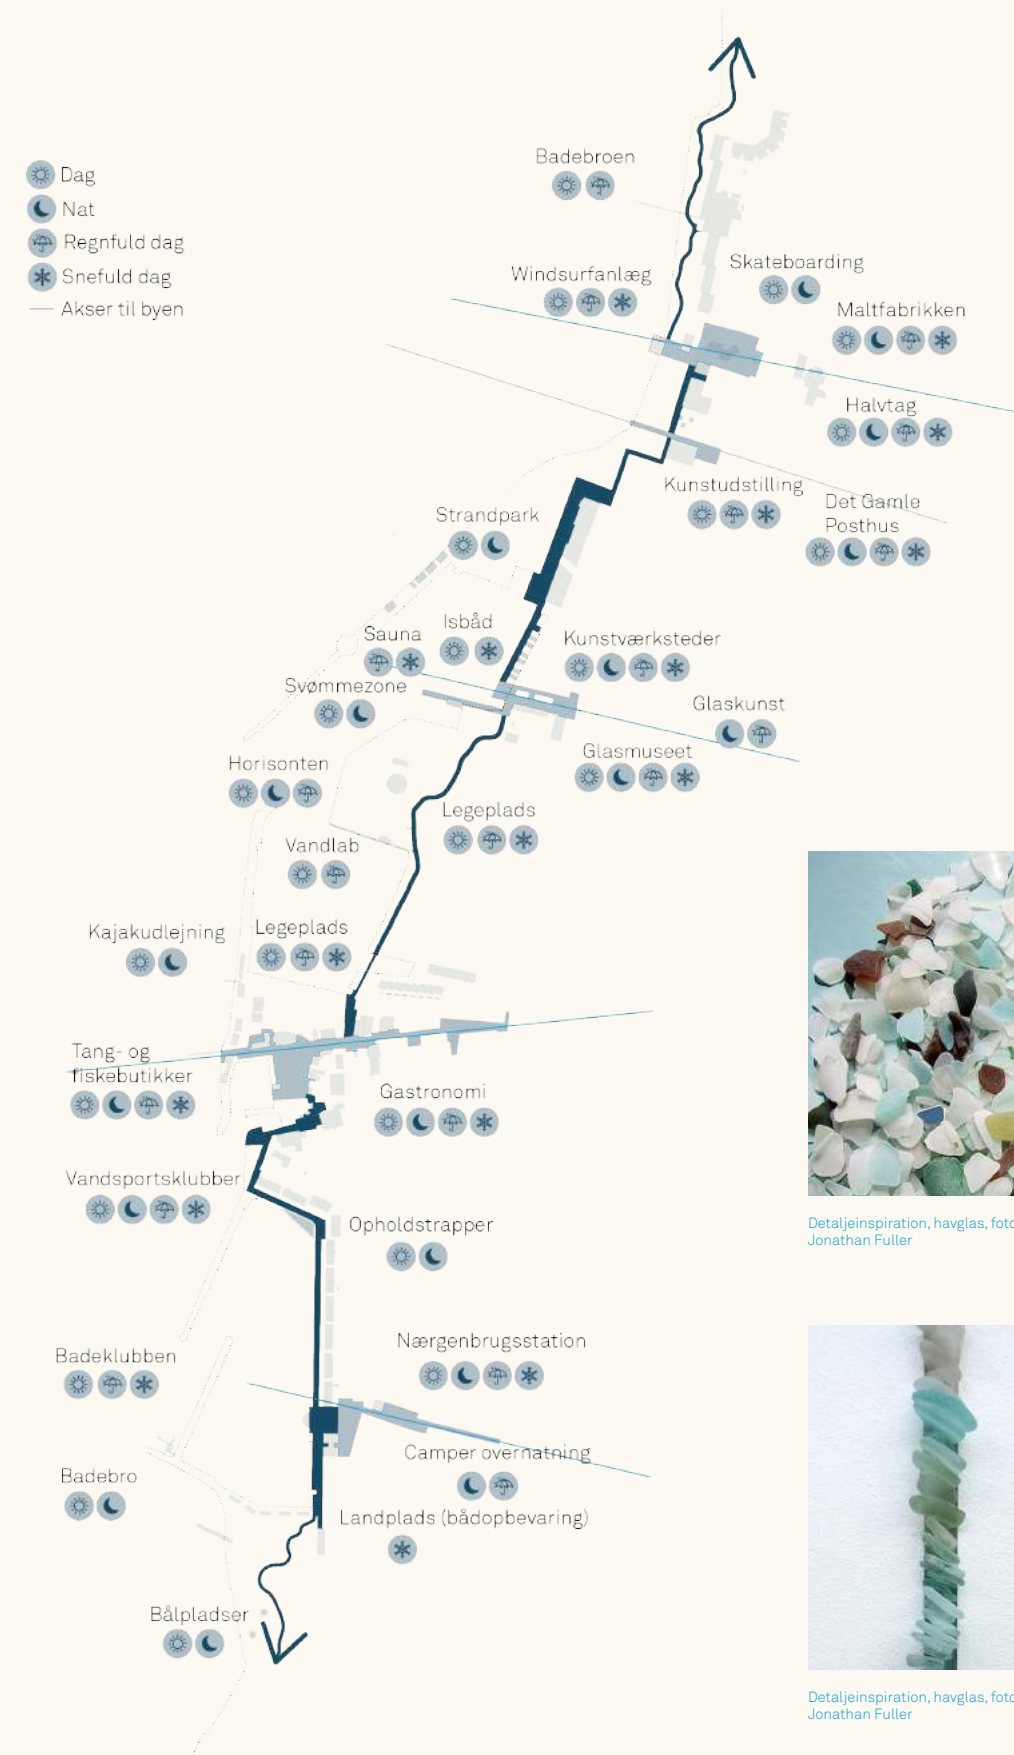 Dag
Nat
Regnfuld dag
Snefuld dag
Akser til byen
Badebroen
Skateboarding
Windsurfanlæg
Maltfabrikken
Halvtag
Kunstudstilling
Det Gamle
Posthus
Strandpark
Isbåd
Sauna
Kunstværksteder
Svømmezone
Glaskunst
Glasmuseet
Horisonten
Legeplads
Vandlab
Legeplads
Kajakudlejning
Tang- og
fiskebutikker
Gastronomi
Vandsportsklubber
Opholdstrapper
Nærgenbrugsstation
Badeklubben
Camper overnatning
Badebro
Landplads (bådopbevaring)
Bålpladser
Detaljeinspiration, havglas, foto
Jonathan Fuller
Detaljeinspiration, havglas, foto
Jonathan Fuller